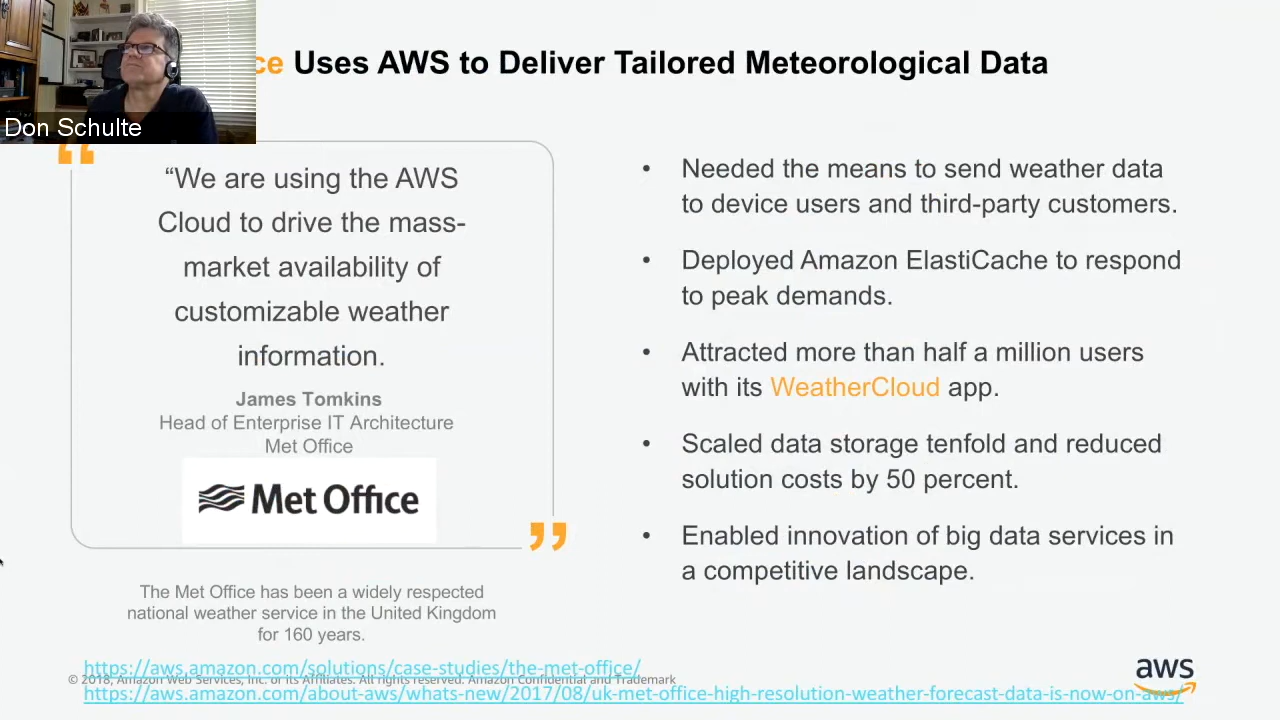 ce Uses AWS to Deliver Tailored Meteorological Data
Don Schulte
“We are using the AWS
Cloud to drive the mass-
market availability of
customizable weather
information.
James Tomkins
Head of Enterprise IT Architecture
Met Office
Met Office
The Met Office has been a widely respected
national weather service in the United Kingdom
for 160 years.
• Needed the means to send weather data
to device users and third-party customers.
• Deployed Amazon ElastiCache to respond
to peak demands.
• Attracted more than half a million users
with its WeatherCloud app.
• Scaled data storage tenfold and reduced
solution costs by 50 percent.
• Enabled innovation of big data services in
a competitive landscape.
https://aws.amazon.com/solutions/case-studies/the-met-office/
© 2018, Amazon Web Services, Inc. or its Affiliates. All rights reserved. Amazon Confidential and Trademark
https://aws.amazon.com/about-aws/whats-new/2017/08/uk-met-office-high-resolution-weather-forecast-data-is-now-on-aws/
aws